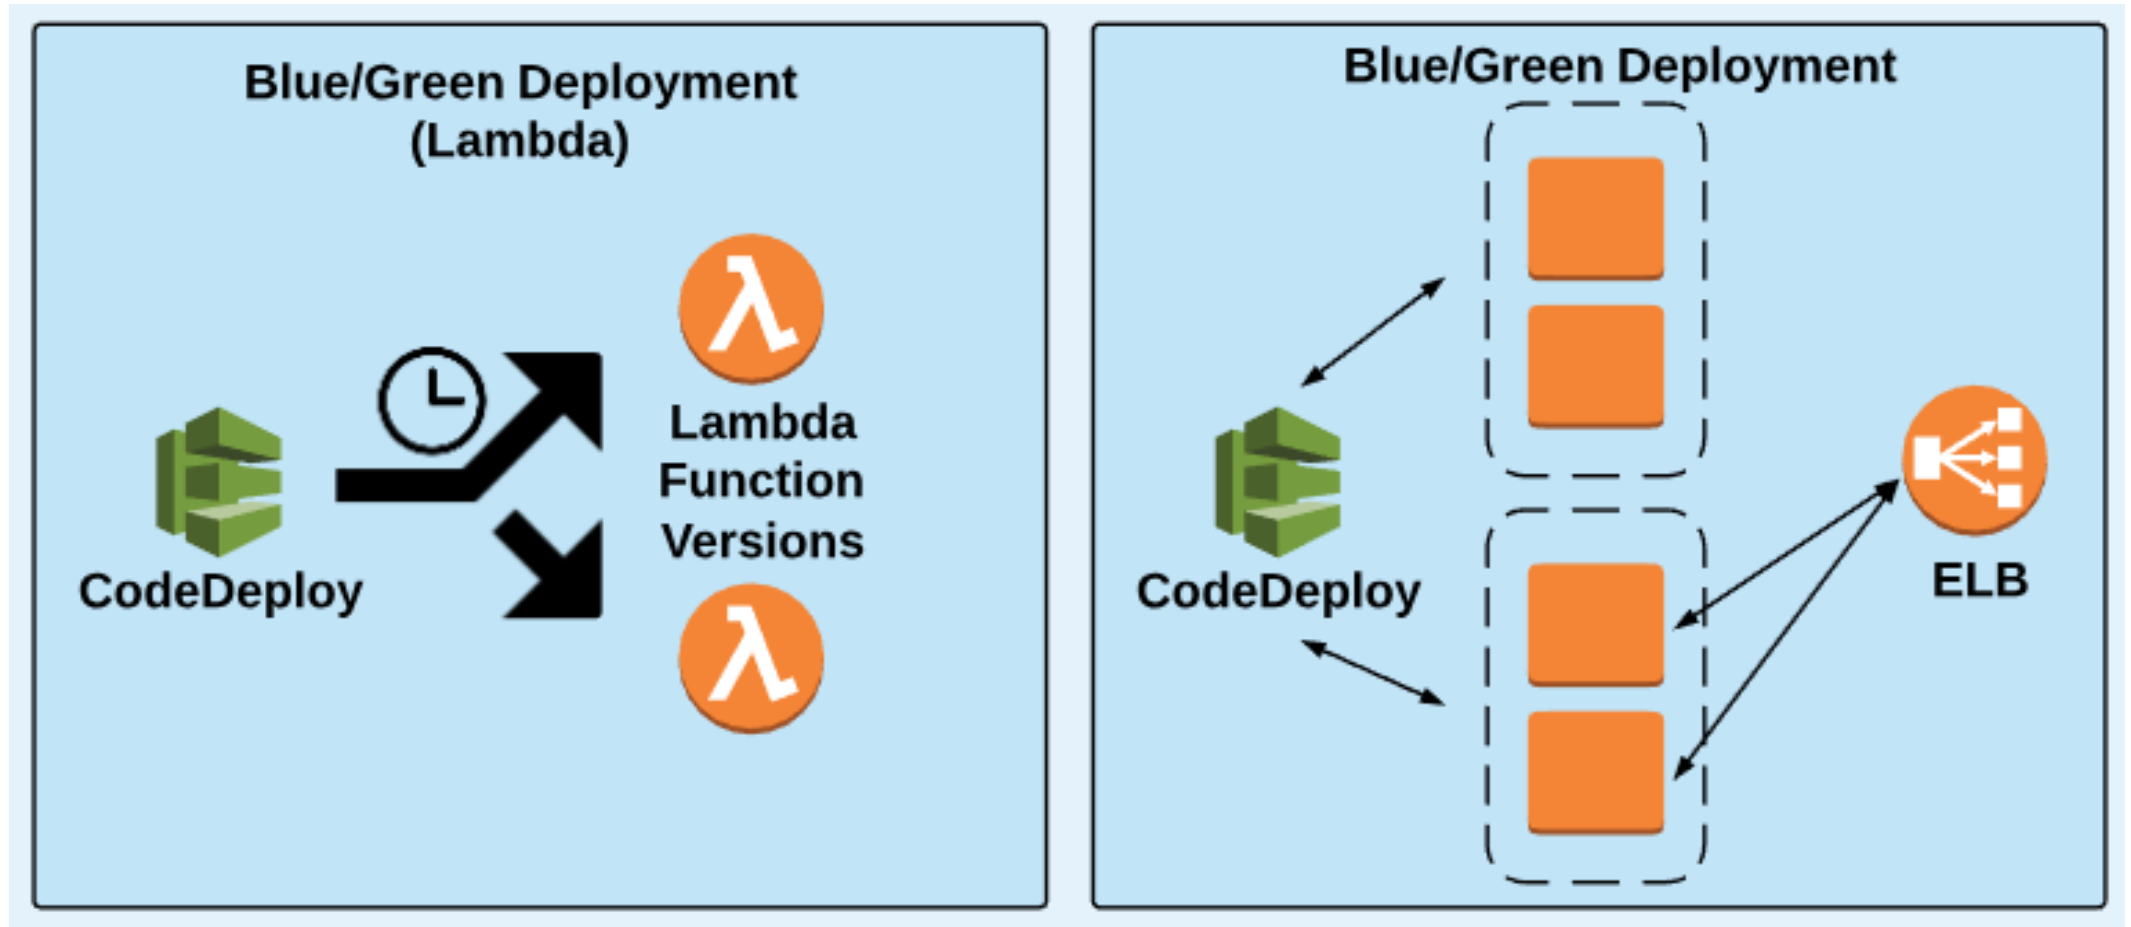 Blue/Green Deployment
(Lambda)
Lambda
Function
Versions
CodeDeploy
Blue/Green Deployment
CodeDeploy
ELB